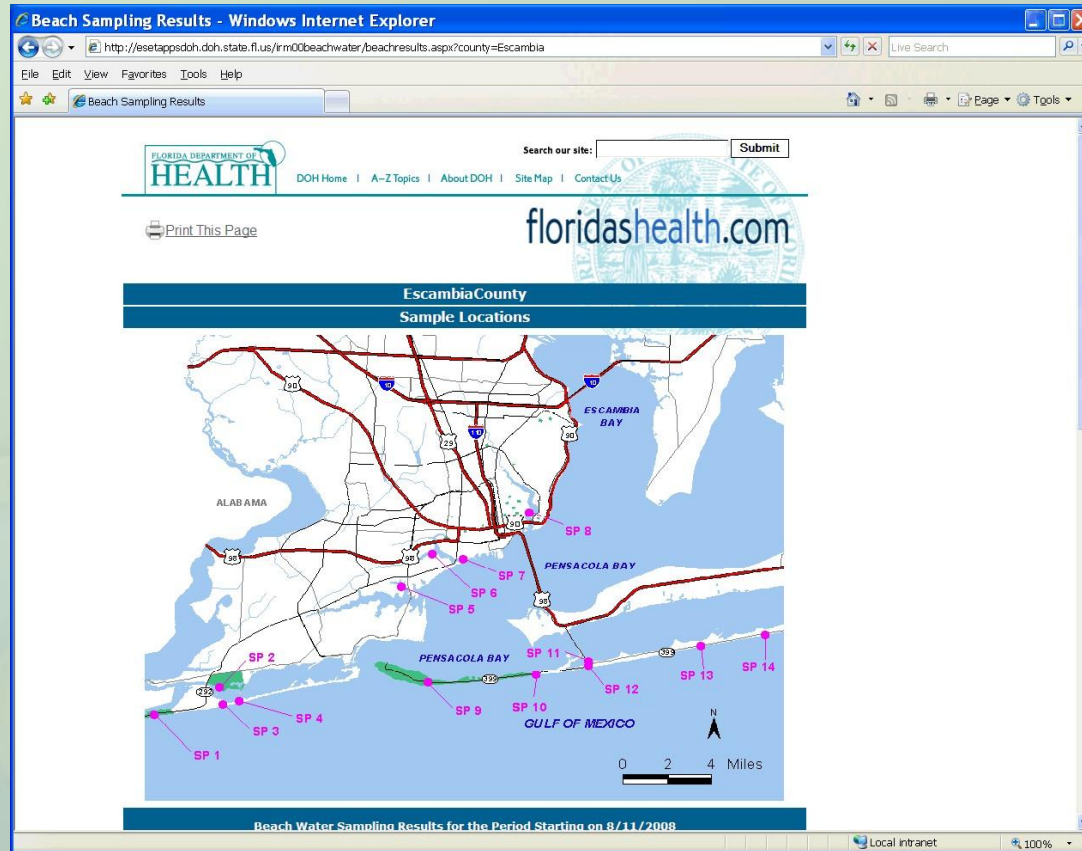 Beach Sampling Results - Windows Internet Explorer
http://esetappsdoh.doh.state.fl.us/irm00beachwater/beachresults.aspx?county=Escambia
Live Search
File Edit View Favorites Tools Help
Beach Sampling Results
Page Tools
Search our site: Submit
FLORIDA DEPARTMENT OF
HEALTH
DOH Home | A-Z Topics | About DOH | Site Map | Contact Us
Print This Page
floridashealth.com
EscambiaCounty
Sample Locations
90
10
10
ESCAMBIA
BAY
110
29
90
ALABAMA
90
SP 8
98
98
SP 7
PENSACOLA BAY
SP 6
SP 5
98
SP 11
399
SP 2
PENSACOLA BAY
SP 14
SP 13
SP 12
292
399
SP 4
SP 9
SP 10
SP 3
GULF OF MEXICO
N
SP 1
0 2 4 Miles
Beach Water Sampling Results for the Period Starting on 8/11/2008
Local intranet
100%